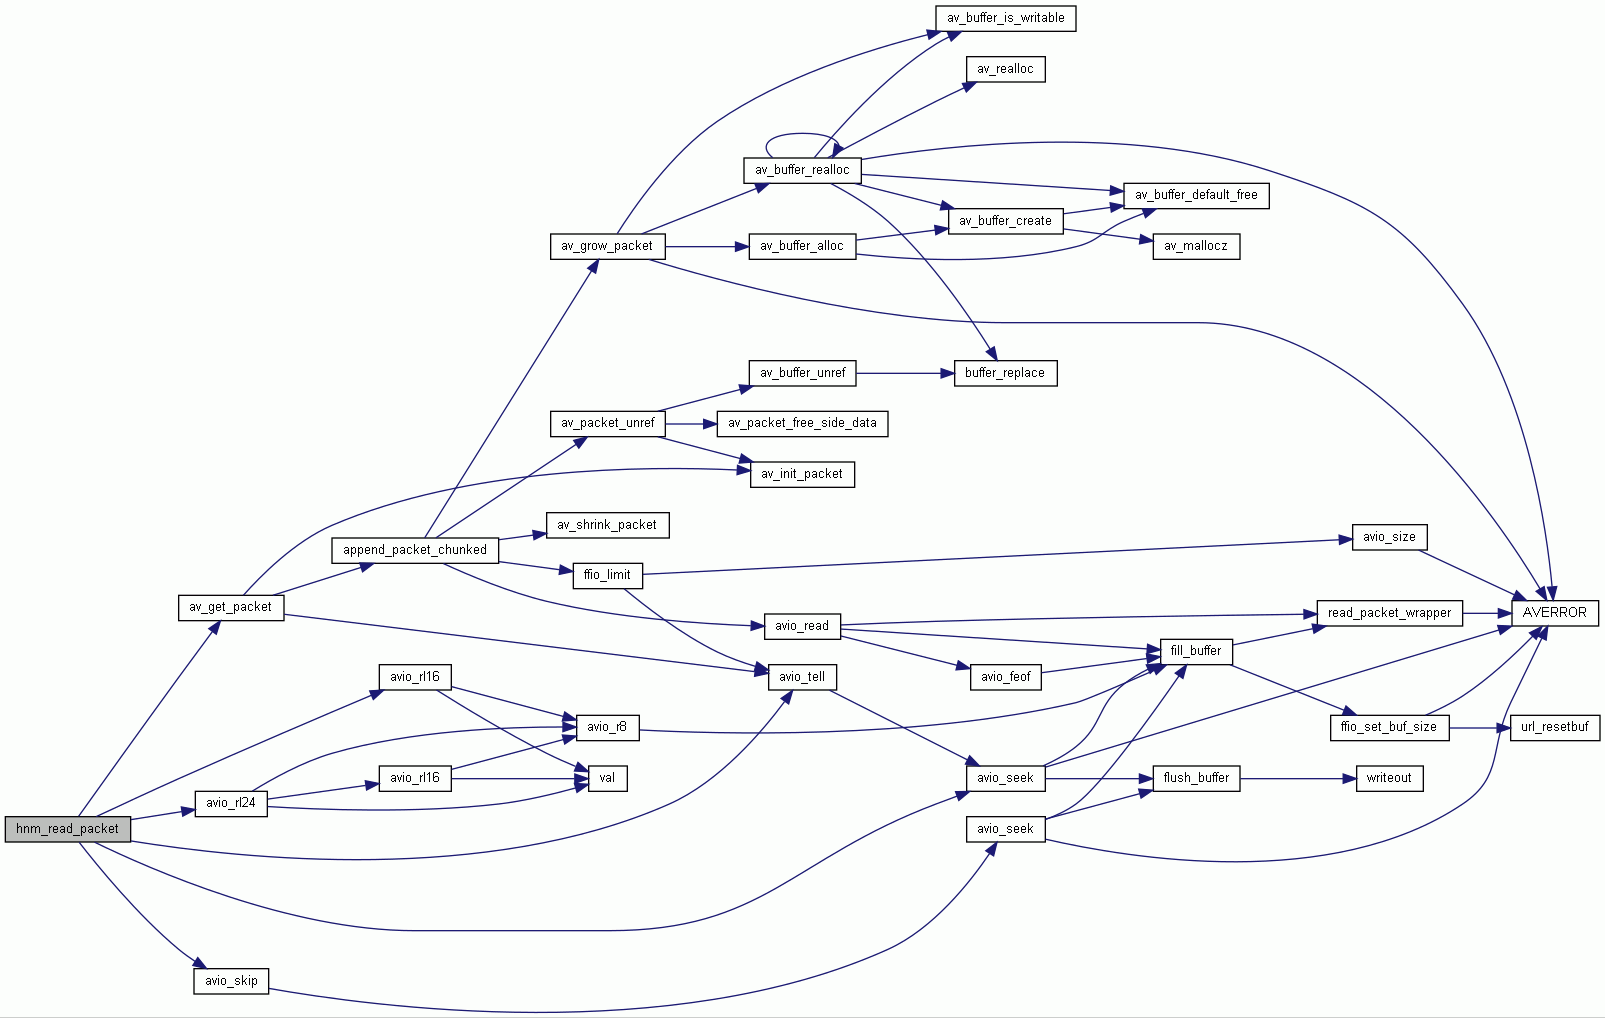 av_buffer_is_writable
av_realloc
av_buffer_realloc
av_buffer_default_free
av_buffer_create
av_grow_packet
av_buffer_alloc
av_mallocz
av_buffer_unref
buffer_replace
av_packet_unref
av_packet_free_side_data
av_init_packet
av_shrink_packet
append_packet_chunked
avio_size
ffio_limit
av_get_packet
avio_read
read_packet_wrapper
AVERROR
fill_buffer
avio_rl16
avio_tell
avio_feof
avio_r8
ffio_set_buf_size
url_resetbuf
avio_rl16
val
avio_seek
flush_buffer
writeout
avio_rl24
hnm_read_packet
avio_seek
avio_skip